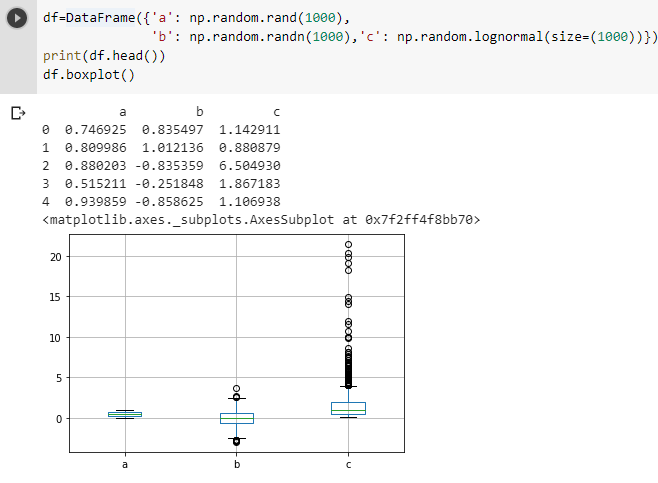 df=DataFrame({'a': np.random.rand(1000),
'b': np.random.randn(1000),'c': np.random.lognormal(size=(1000))})
print(df.head())
df.boxplot()
a b c
0 0.746925 0.835497 1.142911
1 0.809986 1.012136 0.880879
2 0.880203 -0.835359 6.504930
3 0.515211 -0.251848 1.867183
4 0.939859 -0.858625 1.106938
<matplotlib.axes._subplots.AxesSubplot at 0x7f2ff4f8bb70>
20
15
10
5
0
a b c